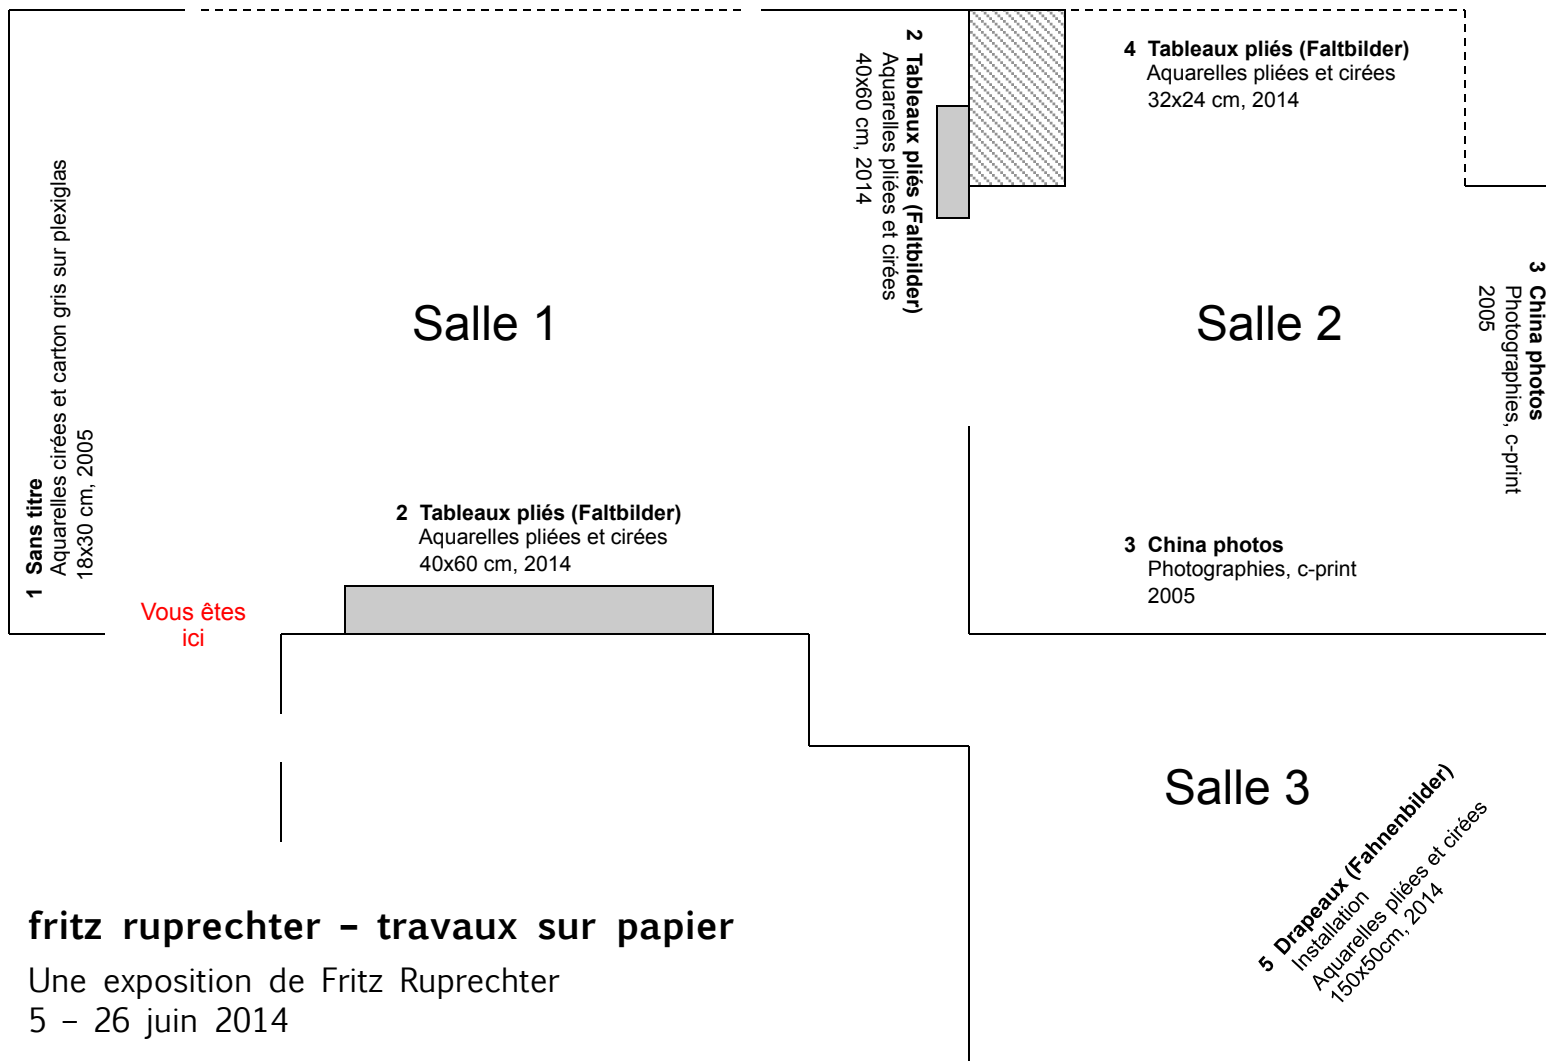 2 Tableaux pliés (Faltbilder)
Aquarelles pliées et cirées
40x60 cm, 2014
4 Tableaux pliés (Faltbilder)
Aquarelles pliées et cirées
32x24 cm, 2014
1 Sans titre
Aquarelles cirées et carton gris sur plexiglas
18x30 cm, 2005
Salle 1
Salle 2
3 China photos
Photographies, c-print
2005
2 Tableaux pliés (Faltbilder)
Aquarelles pliées et cirées
40x60 cm, 2014
3 China photos
Photographies, c-print
2005
Vous êtes
ici
Salle 3
5 Drapeaux (Fahnenbilder)
Installation
Aquarelles pliées et cirées
150x50cm, 2014
fritz ruprechter – travaux sur papier
Une exposition de Fritz Ruprechter
5 – 26 juin 2014